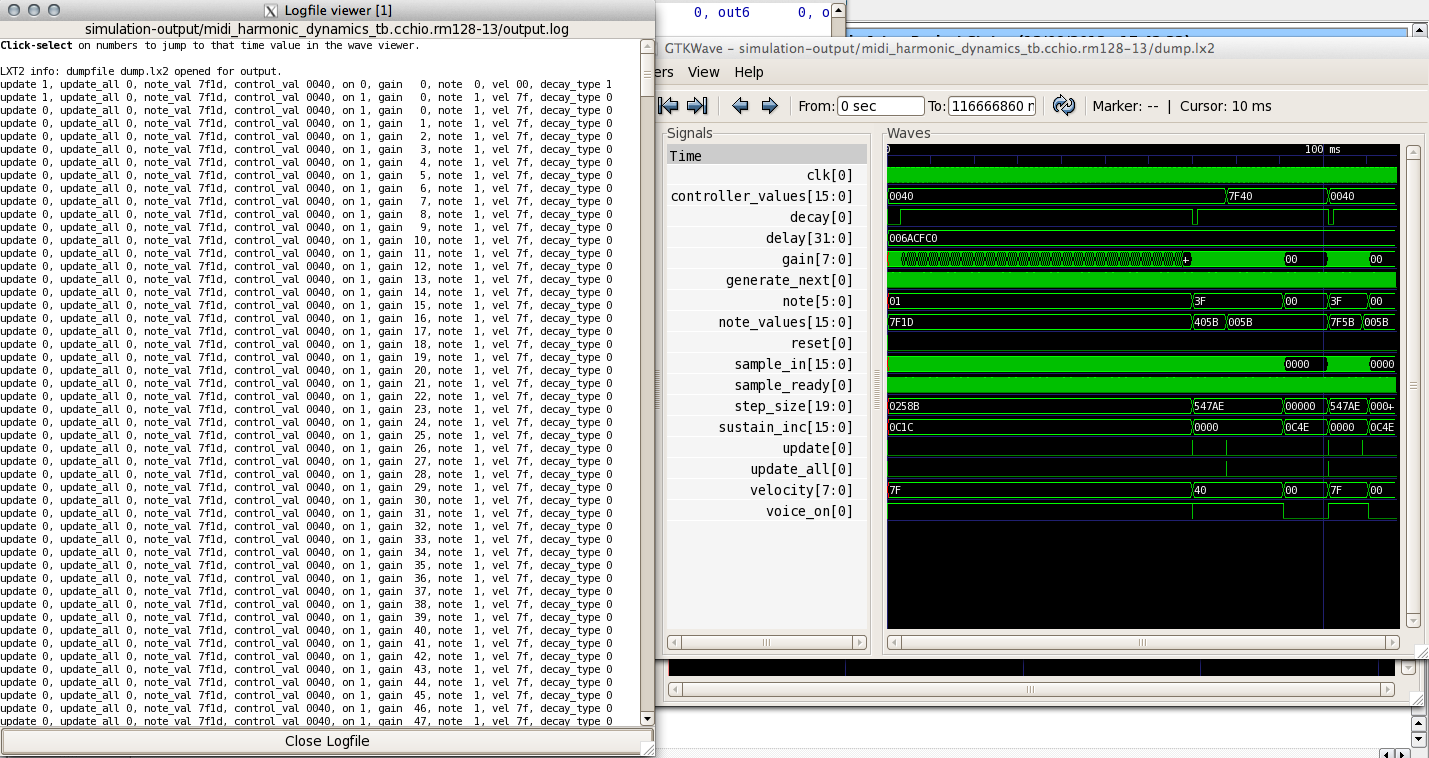 Logfile viewer [1]
simulation-output/midi_harmonic_dynamics_tb.cchio.rm128-13/output.log
Click-select on numbers to jump to that time value in the wave viewer.
LXT2 info: dumpfile dump.lx2 opened for output.
update 1, update_all 0, note_val 7f1d, control_val 0040, on 0, gain   0, note  0, vel 00, decay_type 1
update 1, update_all 0, note_val 7f1d, control_val 0040, on 1, gain   0, note  1, vel 7f, decay_type 0
update 0, update_all 0, note_val 7f1d, control_val 0040, on 1, gain   0, note  1, vel 7f, decay_type 0
update 0, update_all 0, note_val 7f1d, control_val 0040, on 1, gain   1, note  1, vel 7f, decay_type 0
update 0, update_all 0, note_val 7f1d, control_val 0040, on 1, gain   2, note  1, vel 7f, decay_type 0
update 0, update_all 0, note_val 7f1d, control_val 0040, on 1, gain   3, note  1, vel 7f, decay_type 0
update 0, update_all 0, note_val 7f1d, control_val 0040, on 1, gain   4, note  1, vel 7f, decay_type 0
update 0, update_all 0, note_val 7f1d, control_val 0040, on 1, gain   5, note  1, vel 7f, decay_type 0
update 0, update_all 0, note_val 7f1d, control_val 0040, on 1, gain   6, note  1, vel 7f, decay_type 0
update 0, update_all 0, note_val 7f1d, control_val 0040, on 1, gain   7, note  1, vel 7f, decay_type 0
update 0, update_all 0, note_val 7f1d, control_val 0040, on 1, gain   8, note  1, vel 7f, decay_type 0
update 0, update_all 0, note_val 7f1d, control_val 0040, on 1, gain   9, note  1, vel 7f, decay_type 0
update 0, update_all 0, note_val 7f1d, control_val 0040, on 1, gain  10, note  1, vel 7f, decay_type 0
update 0, update_all 0, note_val 7f1d, control_val 0040, on 1, gain  11, note  1, vel 7f, decay_type 0
update 0, update_all 0, note_val 7f1d, control_val 0040, on 1, gain  12, note  1, vel 7f, decay_type 0
update 0, update_all 0, note_val 7f1d, control_val 0040, on 1, gain  13, note  1, vel 7f, decay_type 0
update 0, update_all 0, note_val 7f1d, control_val 0040, on 1, gain  14, note  1, vel 7f, decay_type 0
update 0, update_all 0, note_val 7f1d, control_val 0040, on 1, gain  15, note  1, vel 7f, decay_type 0
update 0, update_all 0, note_val 7f1d, control_val 0040, on 1, gain  16, note  1, vel 7f, decay_type 0
update 0, update_all 0, note_val 7f1d, control_val 0040, on 1, gain  17, note  1, vel 7f, decay_type 0
update 0, update_all 0, note_val 7f1d, control_val 0040, on 1, gain  18, note  1, vel 7f, decay_type 0
update 0, update_all 0, note_val 7f1d, control_val 0040, on 1, gain  19, note  1, vel 7f, decay_type 0
update 0, update_all 0, note_val 7f1d, control_val 0040, on 1, gain  20, note  1, vel 7f, decay_type 0
update 0, update_all 0, note_val 7f1d, control_val 0040, on 1, gain  21, note  1, vel 7f, decay_type 0
update 0, update_all 0, note_val 7f1d, control_val 0040, on 1, gain  22, note  1, vel 7f, decay_type 0
update 0, update_all 0, note_val 7f1d, control_val 0040, on 1, gain  23, note  1, vel 7f, decay_type 0
update 0, update_all 0, note_val 7f1d, control_val 0040, on 1, gain  24, note  1, vel 7f, decay_type 0
update 0, update_all 0, note_val 7f1d, control_val 0040, on 1, gain  25, note  1, vel 7f, decay_type 0
update 0, update_all 0, note_val 7f1d, control_val 0040, on 1, gain  26, note  1, vel 7f, decay_type 0
update 0, update_all 0, note_val 7f1d, control_val 0040, on 1, gain  27, note  1, vel 7f, decay_type 0
update 0, update_all 0, note_val 7f1d, control_val 0040, on 1, gain  28, note  1, vel 7f, decay_type 0
update 0, update_all 0, note_val 7f1d, control_val 0040, on 1, gain  29, note  1, vel 7f, decay_type 0
update 0, update_all 0, note_val 7f1d, control_val 0040, on 1, gain  30, note  1, vel 7f, decay_type 0
update 0, update_all 0, note_val 7f1d, control_val 0040, on 1, gain  31, note  1, vel 7f, decay_type 0
update 0, update_all 0, note_val 7f1d, control_val 0040, on 1, gain  32, note  1, vel 7f, decay_type 0
update 0, update_all 0, note_val 7f1d, control_val 0040, on 1, gain  33, note  1, vel 7f, decay_type 0
update 0, update_all 0, note_val 7f1d, control_val 0040, on 1, gain  34, note  1, vel 7f, decay_type 0
update 0, update_all 0, note_val 7f1d, control_val 0040, on 1, gain  35, note  1, vel 7f, decay_type 0
update 0, update_all 0, note_val 7f1d, control_val 0040, on 1, gain  36, note  1, vel 7f, decay_type 0
update 0, update_all 0, note_val 7f1d, control_val 0040, on 1, gain  37, note  1, vel 7f, decay_type 0
update 0, update_all 0, note_val 7f1d, control_val 0040, on 1, gain  38, note  1, vel 7f, decay_type 0
update 0, update_all 0, note_val 7f1d, control_val 0040, on 1, gain  39, note  1, vel 7f, decay_type 0
update 0, update_all 0, note_val 7f1d, control_val 0040, on 1, gain  40, note  1, vel 7f, decay_type 0
update 0, update_all 0, note_val 7f1d, control_val 0040, on 1, gain  41, note  1, vel 7f, decay_type 0
update 0, update_all 0, note_val 7f1d, control_val 0040, on 1, gain  42, note  1, vel 7f, decay_type 0
update 0, update_all 0, note_val 7f1d, control_val 0040, on 1, gain  43, note  1, vel 7f, decay_type 0
update 0, update_all 0, note_val 7f1d, control_val 0040, on 1, gain  44, note  1, vel 7f, decay_type 0
update 0, update_all 0, note_val 7f1d, control_val 0040, on 1, gain  45, note  1, vel 7f, decay_type 0
update 0, update_all 0, note_val 7f1d, control_val 0040, on 1, gain  46, note  1, vel 7f, decay_type 0
update 0, update_all 0, note_val 7f1d, control_val 0040, on 1, gain  47, note  1, vel 7f, decay_type 0
Close Logfile
0, out6 0, o
GTKWave - simulation-output/midi_harmonic_dynamics_tb.cchio.rm128-13/dump.lx2
ers View Help
From: 0 sec To: 116666860 n Marker: -- | Cursor: 10 ms
Signals Waves
Time 0 100 ms
clk[0]
controller_values[15:0] 0040 7F40 0040
decay[0]
delay[31:0] 006ACFC0
gain[7:0] + 00 00
generate_next[0]
note[5:0] 01 3F 00 3F 00
note_values[15:0] 7F1D 405B 005B 7F5B 005B
reset[0]
sample_in[15:0] 0000 0000
sample_ready[0]
step_size[19:0] 0258B 547AE 00000 547AE 000+
sustain_inc[15:0] 0C1C 0000 0C4E 0000 0C4E
update[0]
update_all[0]
velocity[7:0] 7F 40 00 7F 00
voice_on[0]